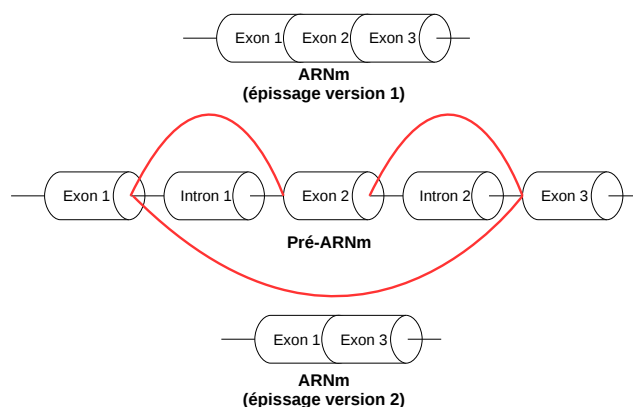 Exon 1 Exon 2 Exon 3
ARNm
(épissage version 1)
Exon 1 Intron 1 Exon 2 Intron 2 Exon 3
Pré-ARNm
Exon 1 Exon 3
ARNm
(épissage version 2)